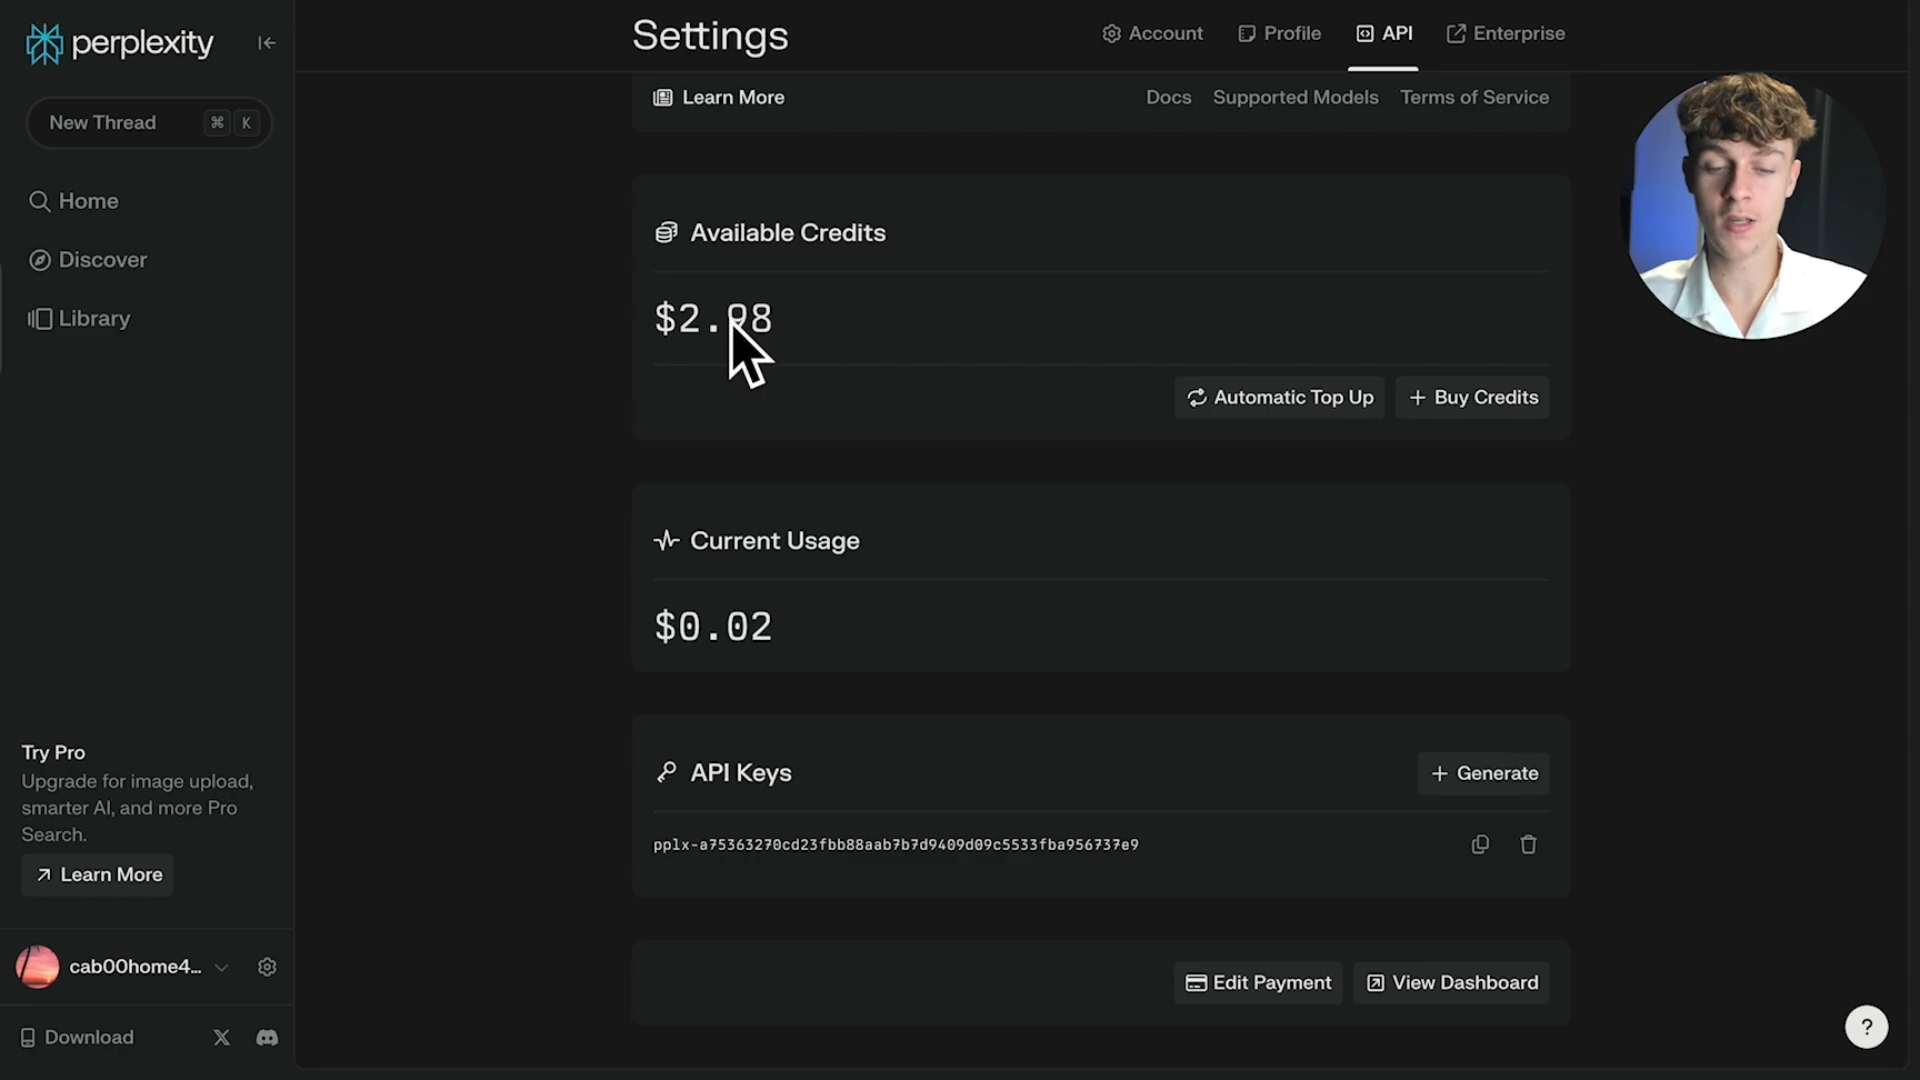 perplexity
Settings
Account
Profile
API
Enterprise
New Thread
⌘ K
Learn More
Docs
Supported Models
Terms of Service
Home
Discover
Library
Available Credits
$2.98
Automatic Top Up
+ Buy Credits
Current Usage
$0.02
API Keys
+ Generate
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
Try Pro
Upgrade for image upload,
smarter AI, and more Pro
Search.
Learn More
cab00home4...
Edit Payment
View Dashboard
Download
X
?